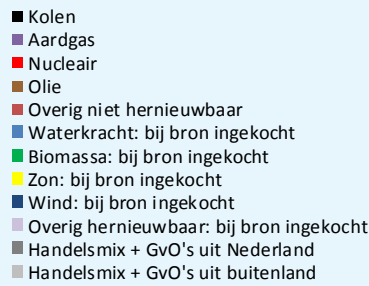 Kolen
Aardgas
Nucleair
Olie
Overig niet hernieuwbaar
Waterkracht: bij bron ingekocht
Biomassa: bij bron ingekocht
Zon: bij bron ingekocht
Wind: bij bron ingekocht
Overig hernieuwbaar: bij bron ingekocht
Handelsmix + GvO's uit Nederland
Handelsmix + GvO's uit buitenland